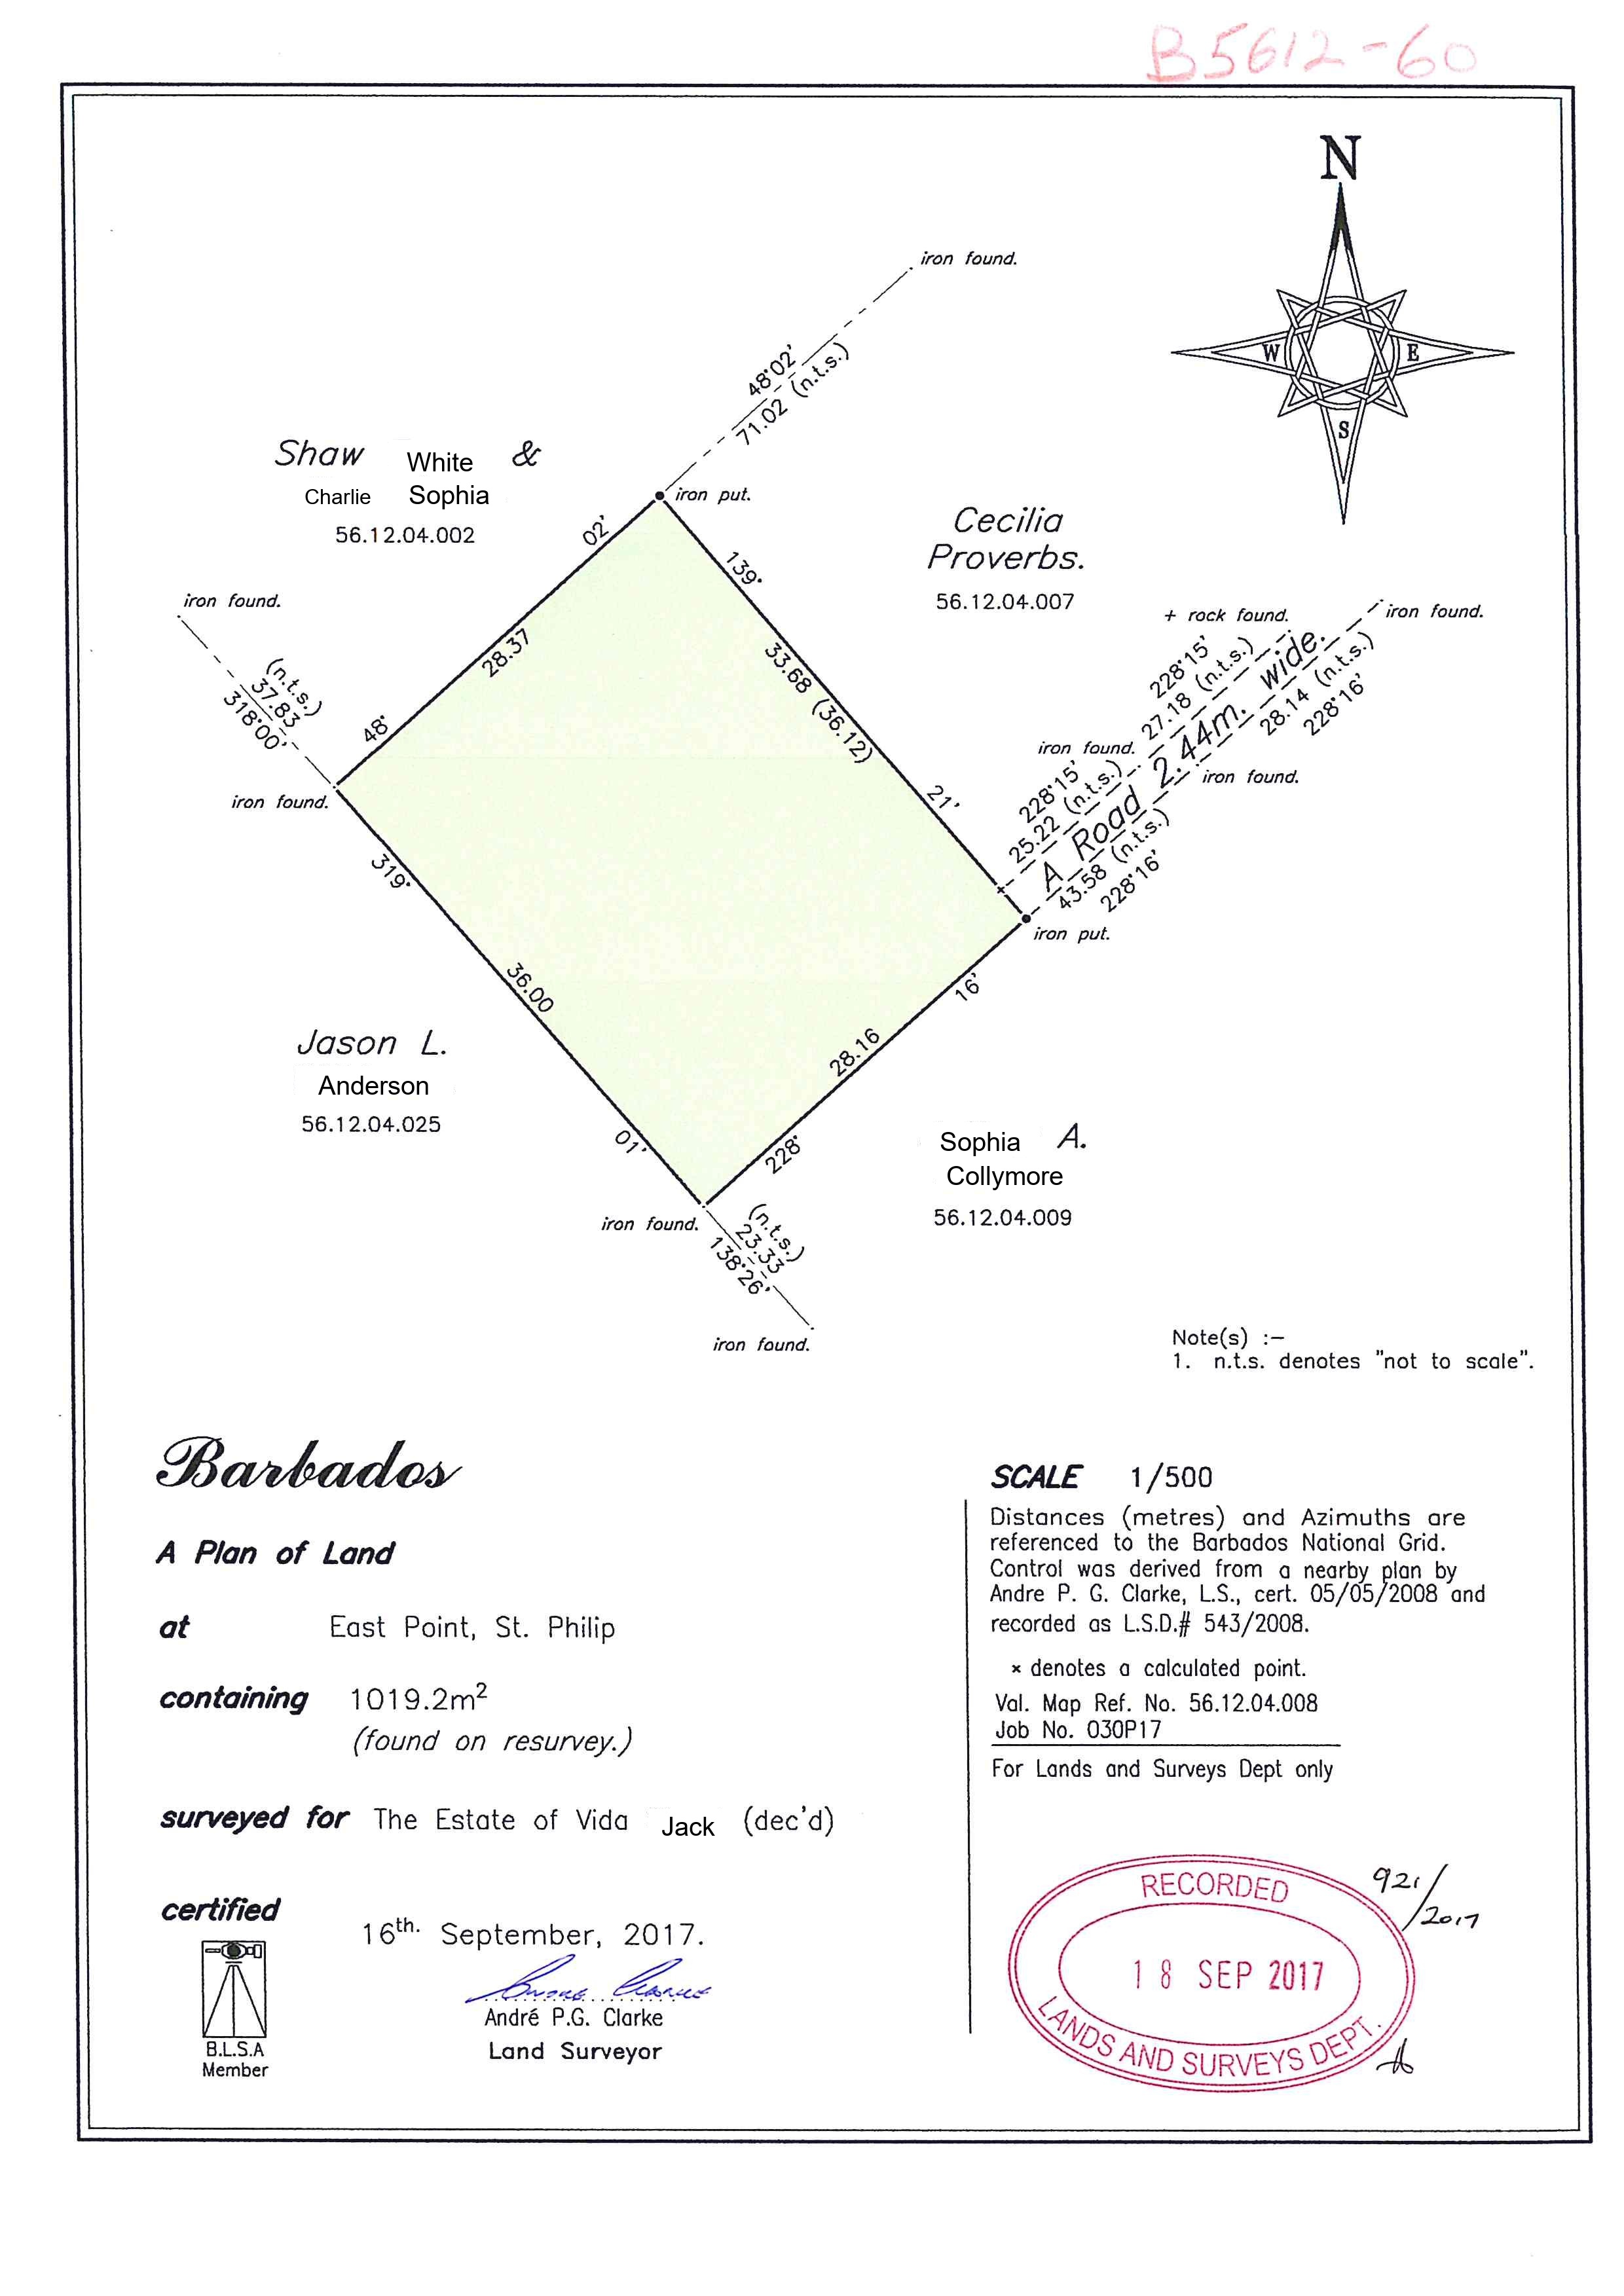 B5612-60
N
W
E
S
iron found.
48°02'
71.02 (n.t.s.)
Shaw White &
Charlie Sophia
56.12.04.002
iron put.
02'
Cecilia
Proverbs.
56.12.04.007
139°
iron found.
+ rock found.
iron found.
228°15'
27.18 (n.t.s.)
28.37
33.68 (36.12)
(n.t.s.)
37.83
318°00'
A Road 2.44m. wide.
28.14 (n.t.s.)
228°16'
48°
iron found.
iron found.
iron found.
228°15'
25.22 (n.t.s.)
21'
43.58 (n.t.s.)
228°16'
319°
iron put.
36.00
16'
Jason L.
Anderson
56.12.04.025
28.16
01'
228°
Sophia A.
Collymore
56.12.04.009
iron found.
(n.t.s.)
23.33
138°26'
iron found.
Note(s) :-
1. n.t.s. denotes "not to scale".
Barbados
A Plan of Land
at East Point, St. Philip
containing 1019.2m²
(found on resurvey.)
surveyed for The Estate of Vida Jack (dec'd)
certified
16th. September, 2017.
André P.G. Clarke
Land Surveyor
B.L.S.A
Member
SCALE 1/500
Distances (metres) and Azimuths are
referenced to the Barbados National Grid.
Control was derived from a nearby plan by
Andre P. G. Clarke, L.S., cert. 05/05/2008 and
recorded as L.S.D.# 543/2008.
× denotes a calculated point.
Val. Map Ref. No. 56.12.04.008
Job No. 030P17
For Lands and Surveys Dept only
RECORDED
18 SEP 2017
LANDS AND SURVEYS DEPT.
921/2017